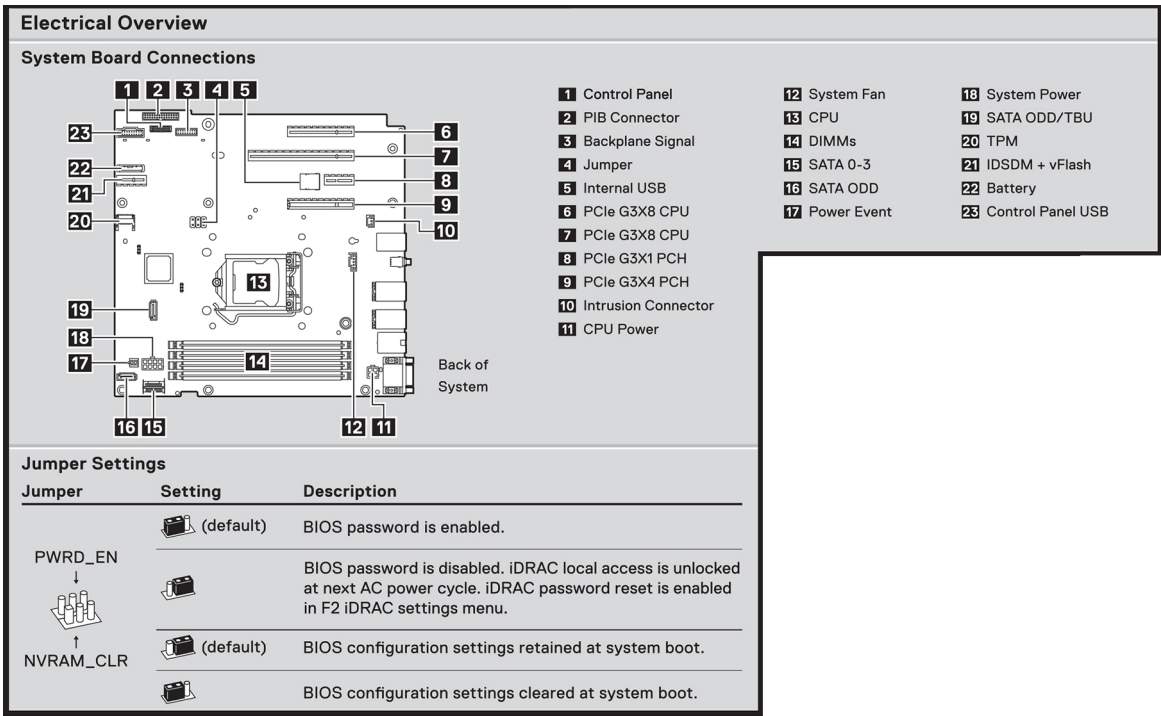 Electrical Overview
System Board Connections
1 2 3 4 5
23
22
21
20
19
18
17
16 15
6
7
8
9
10
13
14
12 11
Back of
System
1 Control Panel
2 PIB Connector
3 Backplane Signal
4 Jumper
5 Internal USB
6 PCIe G3X8 CPU
7 PCIe G3X8 CPU
8 PCIe G3X1 PCH
9 PCIe G3X4 PCH
10 Intrusion Connector
11 CPU Power
12 System Fan
13 CPU
14 DIMMs
15 SATA 0-3
16 SATA ODD
17 Power Event
18 System Power
19 SATA ODD/TBU
20 TPM
21 IDSDM + vFlash
22 Battery
23 Control Panel USB
Jumper Settings
Jumper Setting Description
PWRD_EN
NVRAM_CLR
(default) BIOS password is enabled.
BIOS password is disabled. iDRAC local access is unlocked
at next AC power cycle. iDRAC password reset is enabled
in F2 iDRAC settings menu.
(default) BIOS configuration settings retained at system boot.
BIOS configuration settings cleared at system boot.